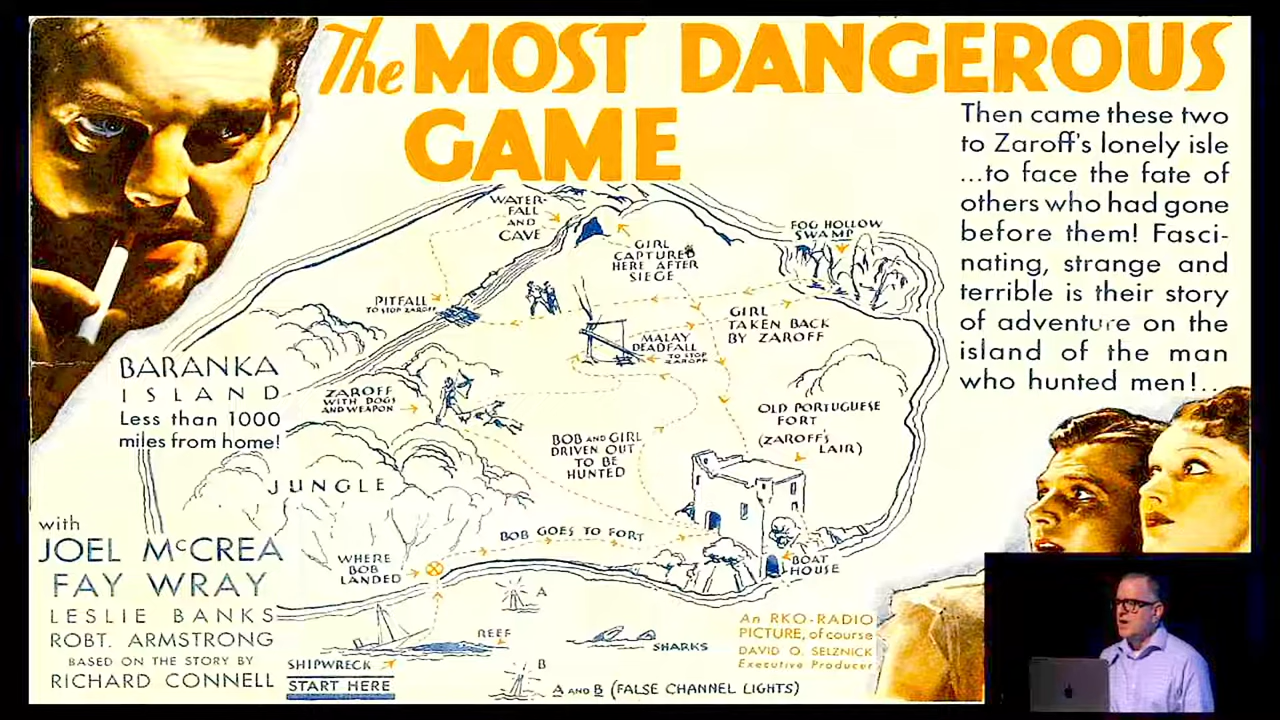 The MOST DANGEROUS
GAME
Then came these two
to Zaroff's lonely isle
...to face the fate of
others who had gone
before them! Fasci-
nating, strange and
terrible is their story
of adventure on the
island of the man
who hunted men!..
WATER-
FALL
AND
CAVE
GIRL
CAPTURED
HERE AFTER
SIEGE
FOG HOLLOW
SWAMP
PITFALL
TO STOP ZAROFF
MALAY
DEADFALL
TO STOP
ZAROFF
GIRL
TAKEN BACK
BY ZAROFF
BARANKA
ISLAND
Less than 1000
miles from home!
ZAROFF
WITH DOGS
AND WEAPON
OLD PORTUGUESE
FORT
(ZAROFF'S
LAIR)
BOB AND GIRL
DRIVEN OUT
TO BE
HUNTED
JUNGLE
BOB GOES TO FORT
WHERE
BOB
LANDED
BOAT
HOUSE
with
JOEL McCREA
FAY WRAY
LESLIE BANKS
ROBT. ARMSTRONG
BASED ON THE STORY BY
RICHARD CONNELL
A
REEF
SHARKS
SHIPWRECK
START HERE
B
A AND B (FALSE CHANNEL LIGHTS)
An RKO-RADIO
PICTURE, of course
DAVID O. SELZNICK
Executive Producer